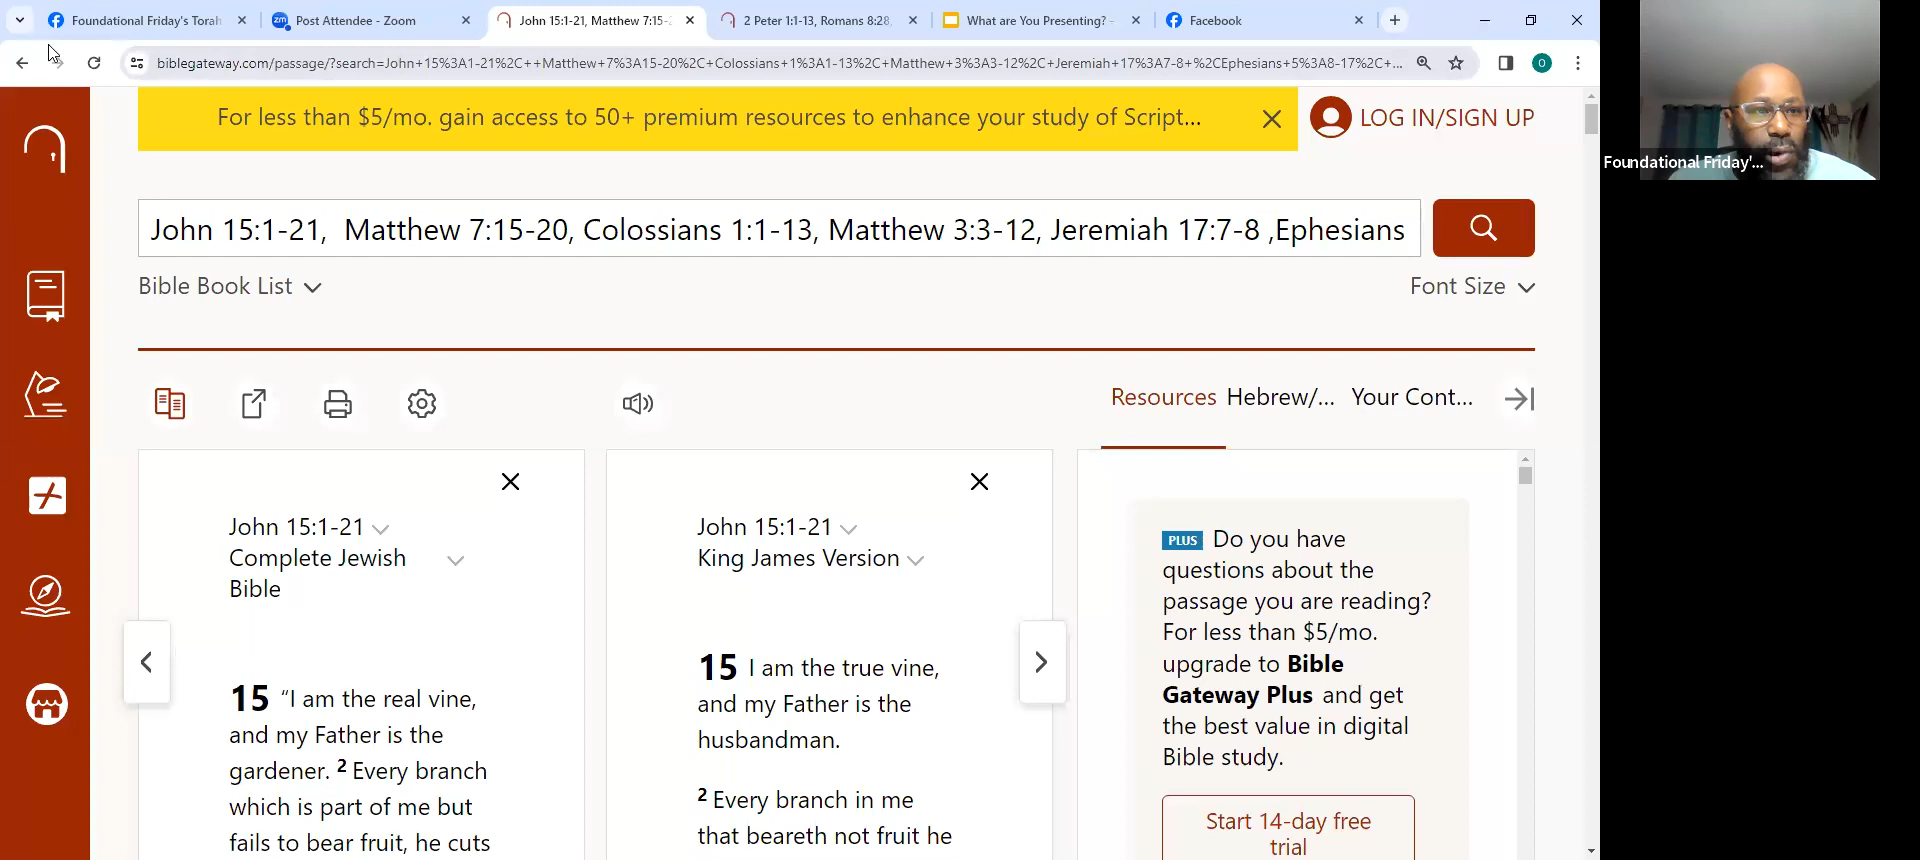 Foundational Friday's Torah
Post Attendee - Zoom
John 15:1-21, Matthew 7:15-2
2 Peter 1:1-13, Romans 8:28,
What are You Presenting? -
Facebook
biblegateway.com/passage/?search=John+15%3A1-21%2C++Matthew+7%3A15-20%2C+Colossians+1%3A1-13%2C+Matthew+3%3A3-12%2C+Jeremiah+17%3A7-8+%2CEphesians+5%3A8-17%2C+...
For less than $5/mo. gain access to 50+ premium resources to enhance your study of Script...
LOG IN/SIGN UP
Foundational Friday'...
John 15:1-21,  Matthew 7:15-20, Colossians 1:1-13, Matthew 3:3-12, Jeremiah 17:7-8 ,Ephesians
Bible Book List
Font Size
Resources Hebrew/... Your Cont...
John 15:1-21
Complete Jewish
Bible
15 “I am the real vine,
and my Father is the
gardener. 2 Every branch
which is part of me but
fails to bear fruit, he cuts
John 15:1-21
King James Version
15 I am the true vine,
and my Father is the
husbandman.
2 Every branch in me
that beareth not fruit he
PLUS Do you have
questions about the
passage you are reading?
For less than $5/mo.
upgrade to Bible
Gateway Plus and get
the best value in digital
Bible study.
Start 14-day free
trial